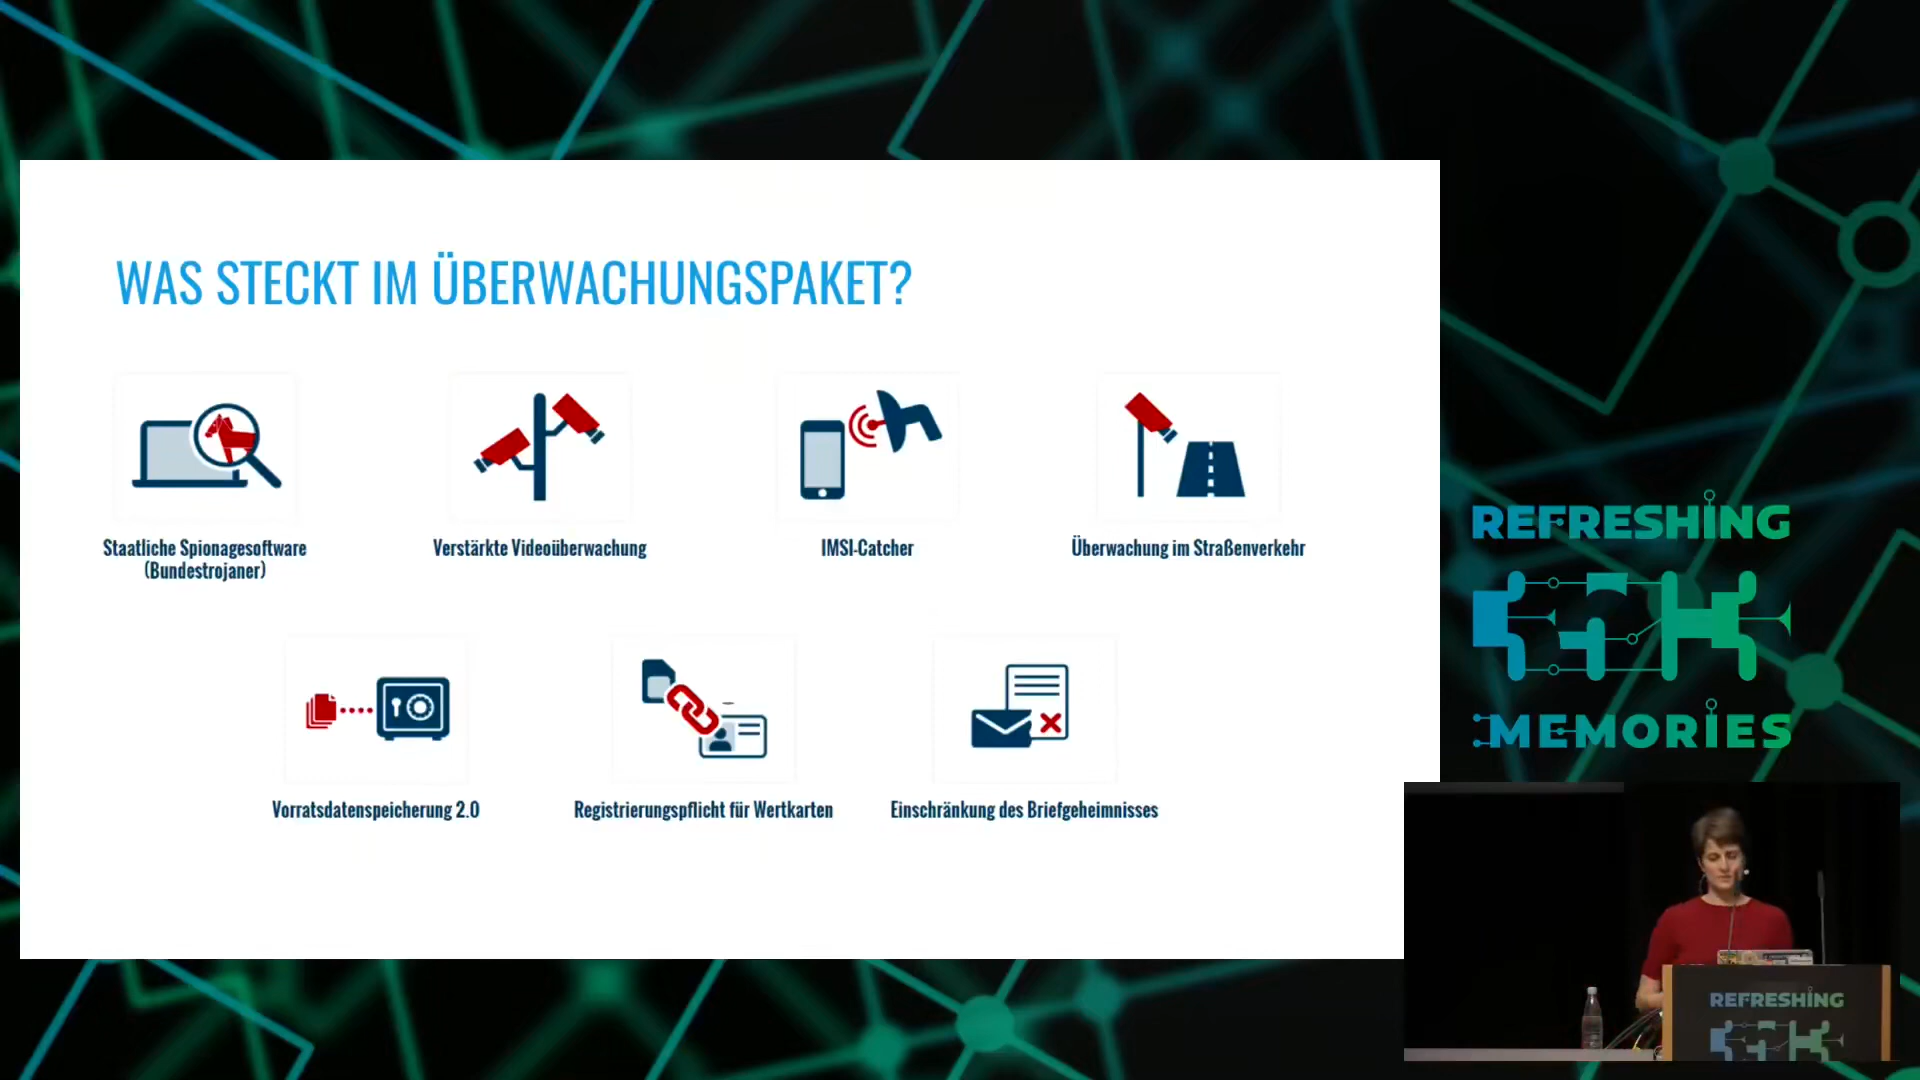 WAS STECKT IM ÜBERWACHUNGSPAKET?
Staatliche Spionagesoftware
(Bundestrojaner)
Verstärkte Videoüberwachung
IMSI-Catcher
Überwachung im Straßenverkehr
Vorratsdatenspeicherung 2.0
Registrierungspflicht für Wertkarten
Einschränkung des Briefgeheimnisses
REFRESHING
MEMORIES
REFRESHING